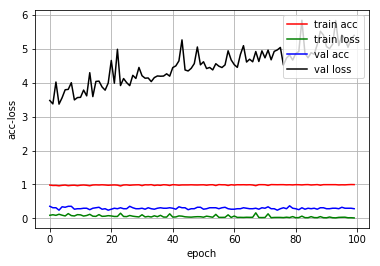 train acc
train loss
val acc
val loss
6
5
4
3
2
1
0
acc-loss
0 20 40 60 80 100
epoch